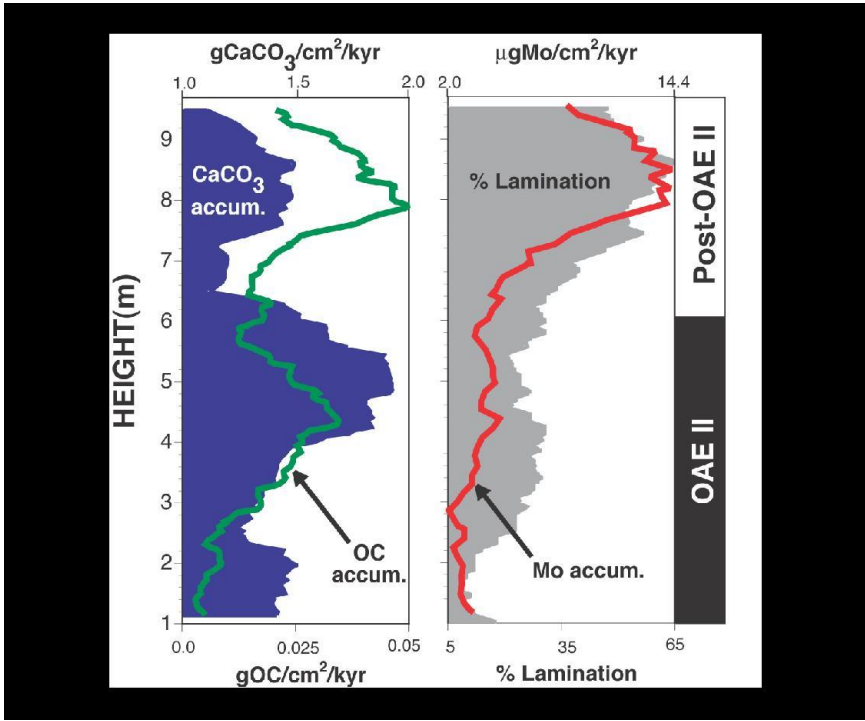 gCaCO3/cm2/kyr
μgMo/cm2/kyr
1.0 1.5 2.0
2.0 14.4
9
8
7
6
5
4
3
2
1
HEIGHT(m)
CaCO3
accum.
OC
accum.
% Lamination
Mo accum.
Post-OAE II
OAE II
0.0 0.025 0.05
5 35 65
gOC/cm2/kyr
% Lamination